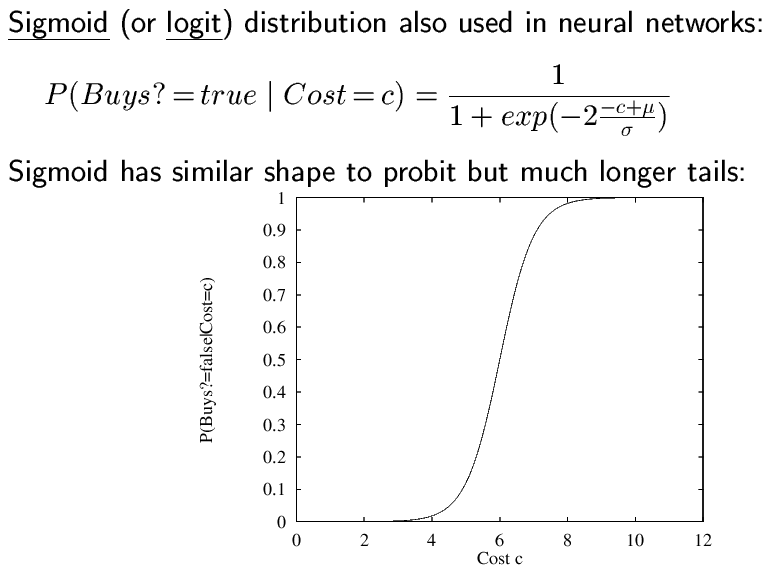 Sigmoid (or logit) distribution also used in neural networks:
P(Buys? = true | Cost = c) = 1 / (1 + exp(−2 (−c+μ)/σ))
Sigmoid has similar shape to probit but much longer tails:
P(Buys?=false|Cost=c)
1
0.9
0.8
0.7
0.6
0.5
0.4
0.3
0.2
0.1
0
0 2 4 6 8 10 12
Cost c